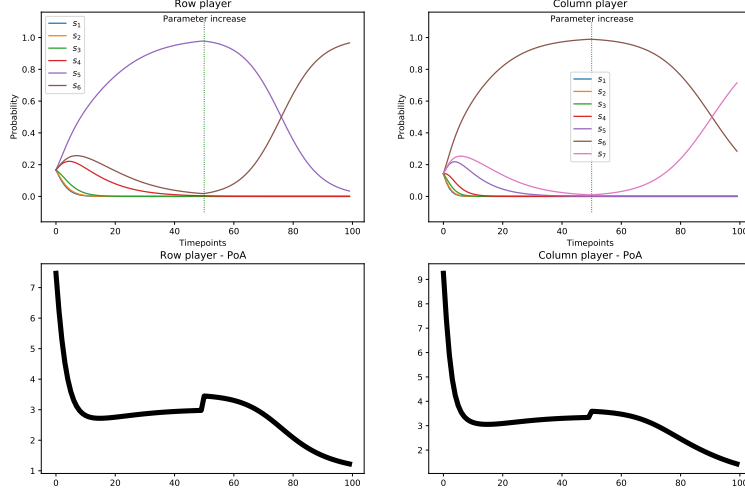 Row player
Parameter increase
s1
s2
s3
s4
s5
s6
Probability
1.0
0.8
0.6
0.4
0.2
0.0
0 20 40 60 80 100
Timepoints
Column player
Parameter increase
s1
s2
s3
s4
s5
s6
s7
Probability
1.0
0.8
0.6
0.4
0.2
0.0
0 20 40 60 80 100
Timepoints
Row player - PoA
7
6
5
4
3
2
1
0 20 40 60 80 100
Column player - PoA
9
8
7
6
5
4
3
2
0 20 40 60 80 100